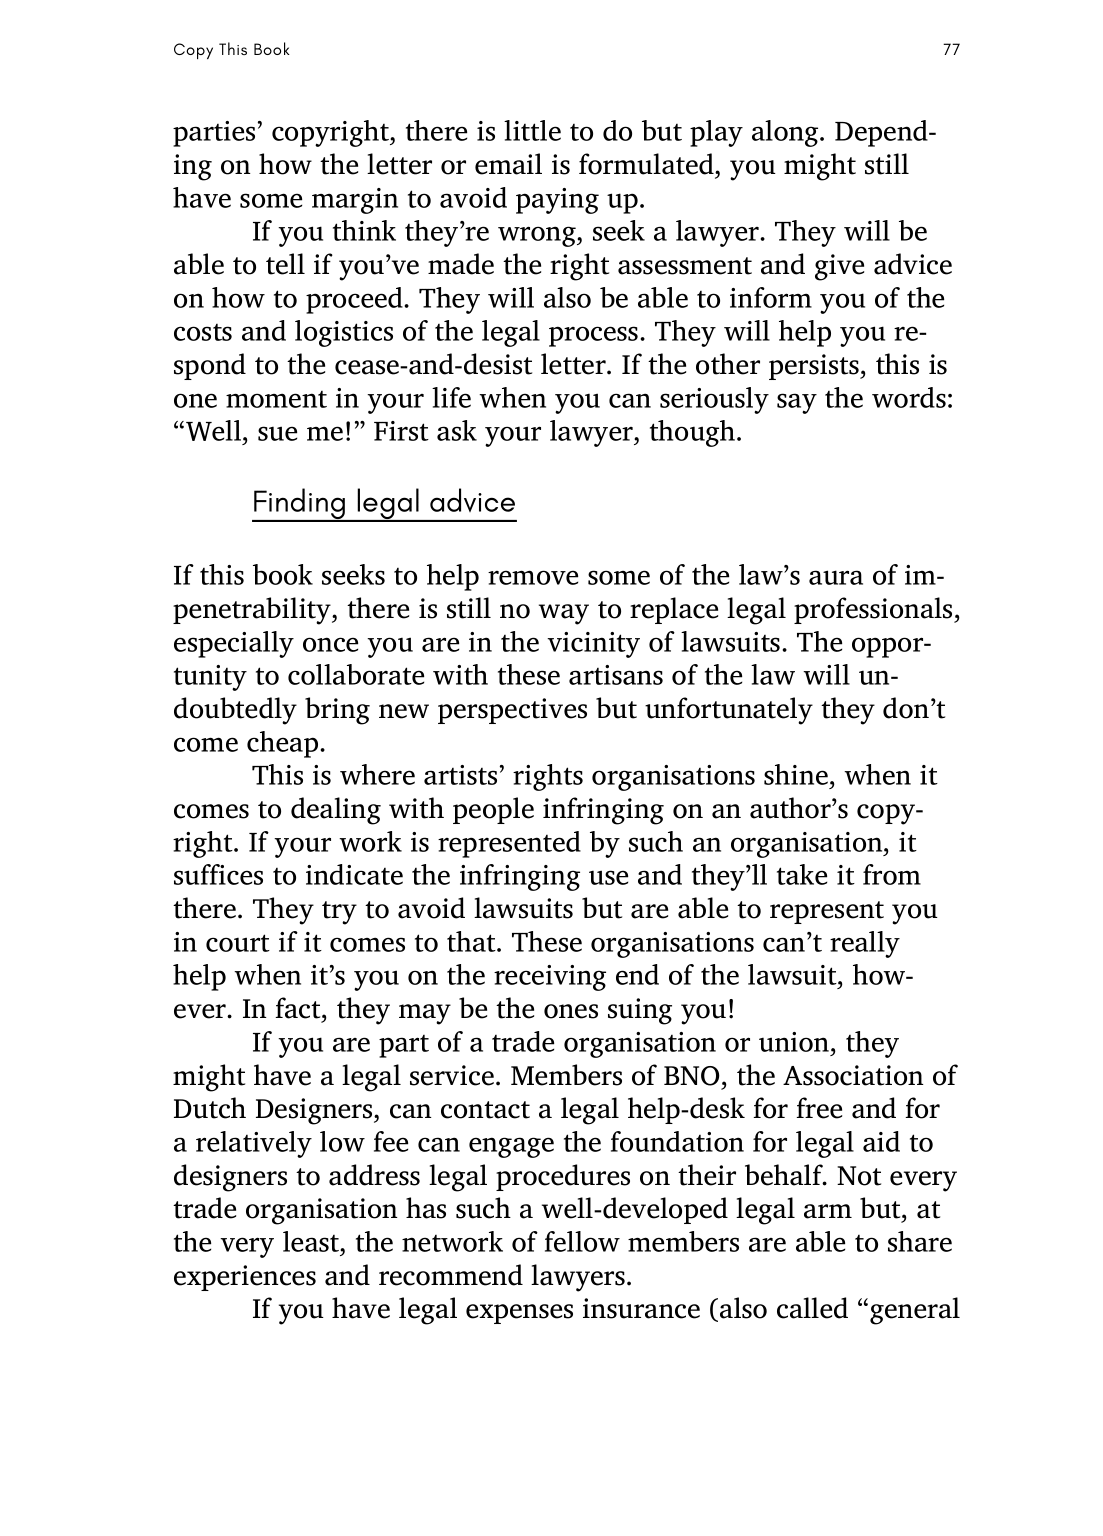 Copy This Book 77
parties’ copyright, there is little to do but play along. Depend-
ing on how the letter or email is formulated, you might still
have some margin to avoid paying up.
If you think they’re wrong, seek a lawyer. They will be
able to tell if you’ve made the right assessment and give advice
on how to proceed. They will also be able to inform you of the
costs and logistics of the legal process. They will help you re-
spond to the cease-and-desist letter. If the other persists, this is
one moment in your life when you can seriously say the words:
“Well, sue me!” First ask your lawyer, though.
Finding legal advice
If this book seeks to help remove some of the law’s aura of im-
penetrability, there is still no way to replace legal professionals,
especially once you are in the vicinity of lawsuits. The oppor-
tunity to collaborate with these artisans of the law will un-
doubtedly bring new perspectives but unfortunately they don’t
come cheap.
This is where artists’ rights organisations shine, when it
comes to dealing with people infringing on an author’s copy-
right. If your work is represented by such an organisation, it
suffices to indicate the infringing use and they’ll take it from
there. They try to avoid lawsuits but are able to represent you
in court if it comes to that. These organisations can’t really
help when it’s you on the receiving end of the lawsuit, how-
ever. In fact, they may be the ones suing you!
If you are part of a trade organisation or union, they
might have a legal service. Members of BNO, the Association of
Dutch Designers, can contact a legal help-desk for free and for
a relatively low fee can engage the foundation for legal aid to
designers to address legal procedures on their behalf. Not every
trade organisation has such a well-developed legal arm but, at
the very least, the network of fellow members are able to share
experiences and recommend lawyers.
If you have legal expenses insurance (also called “general